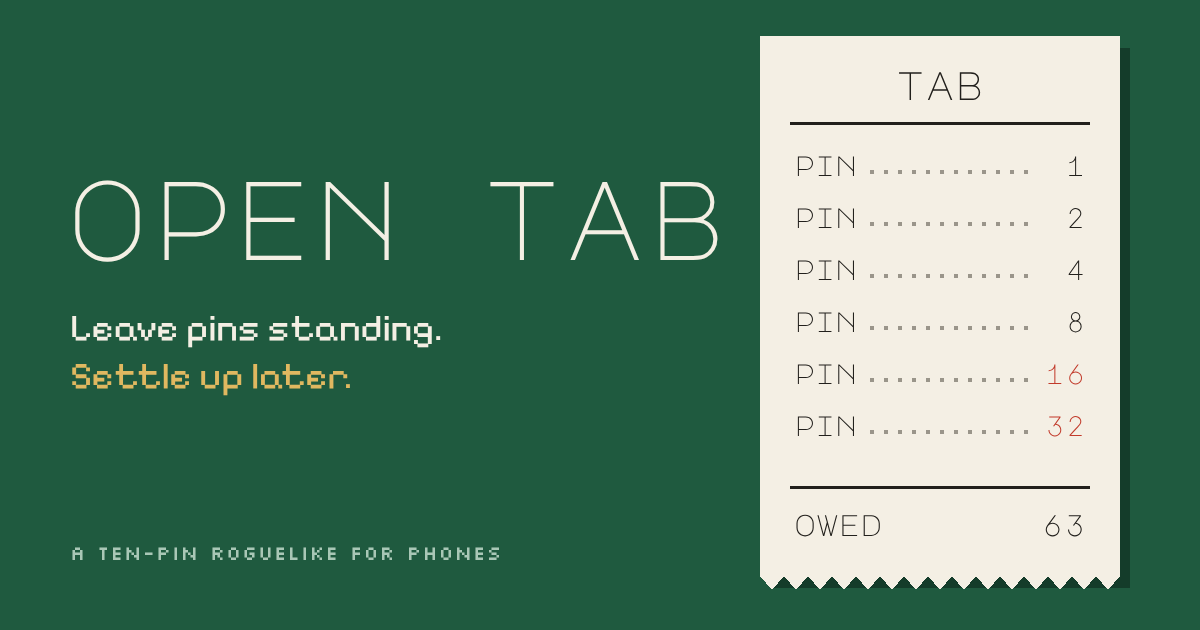 OPEN TAB
Leave pins standing.
Settle up later.
A TEN-PIN ROGUELIKE FOR PHONES
TAB
PIN ............ 1
PIN ............ 2
PIN ............ 4
PIN ............ 8
PIN ............ 16
PIN ............ 32
OWED 63